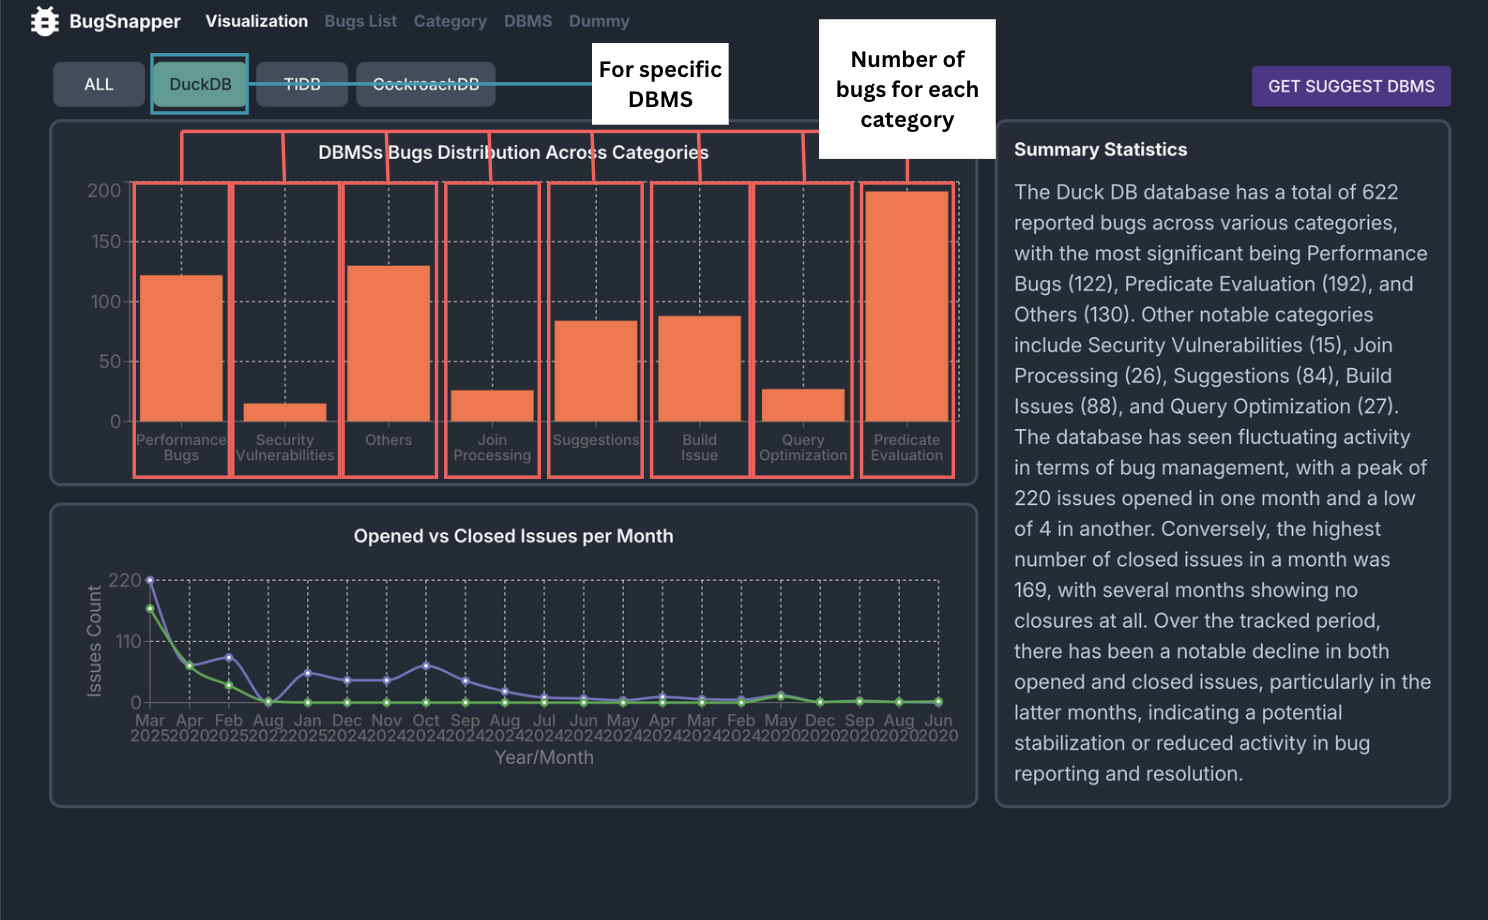 BugSnapper Visualization Bugs List Category DBMS Dummy
ALL DuckDB TIDB CockroachDB
For specific
DBMS
Number of
bugs for each
category
GET SUGGEST DBMS
DBMSs Bugs Distribution Across Categories
200
150
100
50
0
Performance
Bugs
Security
Vulnerabilities
Others
Join
Processing
Suggestions
Build
Issue
Query
Optimization
Predicate
Evaluation
Opened vs Closed Issues per Month
Issues Count
220
110
0
Mar Apr Feb Aug Jan Dec Nov Oct Sep Aug Jul Jun May Apr Mar Feb May Dec Sep Aug Jun
2025 2020 2025 2022 2025 2024 2024 2024 2024 2024 2024 2024 2024 2024 2024 2024 2020 2020 2020 2020 2020
Year/Month
Summary Statistics
The Duck DB database has a total of 622
reported bugs across various categories,
with the most significant being Performance
Bugs (122), Predicate Evaluation (192), and
Others (130). Other notable categories
include Security Vulnerabilities (15), Join
Processing (26), Suggestions (84), Build
Issues (88), and Query Optimization (27).
The database has seen fluctuating activity
in terms of bug management, with a peak of
220 issues opened in one month and a low
of 4 in another. Conversely, the highest
number of closed issues in a month was
169, with several months showing no
closures at all. Over the tracked period,
there has been a notable decline in both
opened and closed issues, particularly in the
latter months, indicating a potential
stabilization or reduced activity in bug
reporting and resolution.